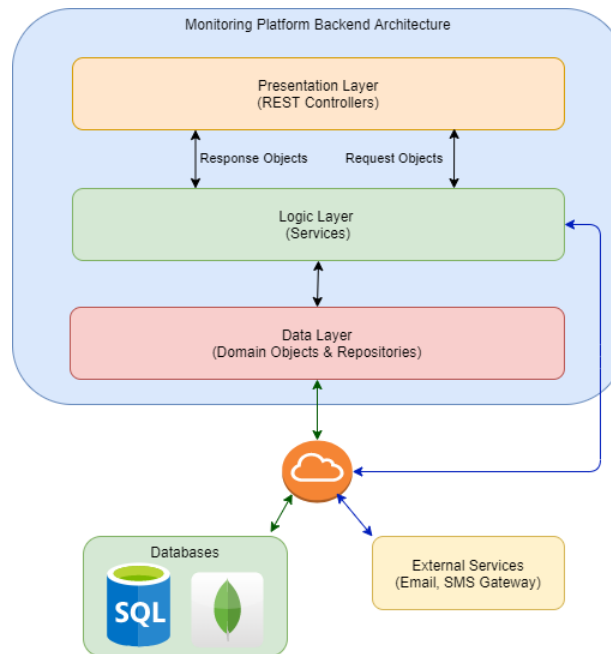 Monitoring Platform Backend Architecture
Presentation Layer
(REST Controllers)
Response Objects
Request Objects
Logic Layer
(Services)
Data Layer
(Domain Objects & Repositories)
Databases
SQL
External Services
(Email, SMS Gateway)